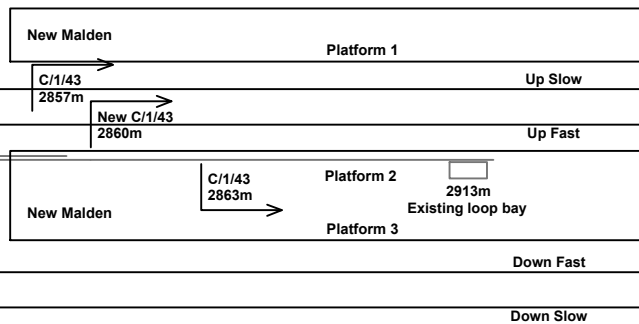 New Malden
Platform 1
C/1/43
2857m
Up Slow
New C/1/43
2860m
Up Fast
C/1/43
2863m
Platform 2
2913m
Existing loop bay
New Malden
Platform 3
Down Fast
Down Slow